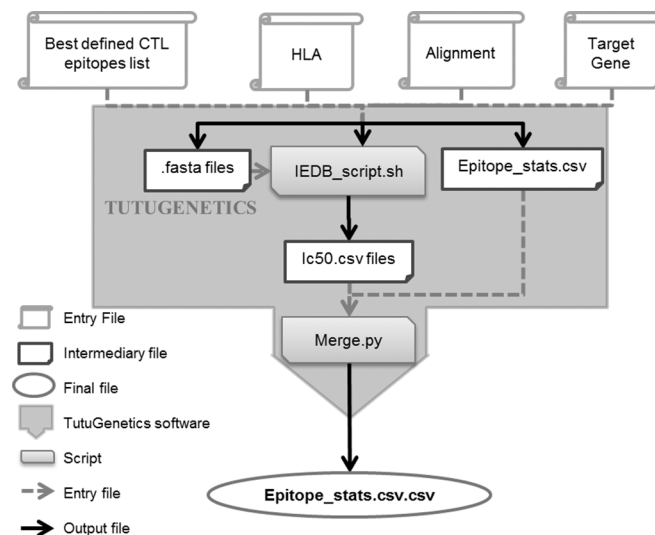 Best defined CTL
epitopes list
HLA
Alignment
Target
Gene
.fasta files
IEDB_script.sh
Epitope_stats.csv
TUTUGENETICS
Ic50.csv files
Merge.py
Entry File
Intermediary file
Final file
TutuGenetics software
Script
Entry file
Output file
Epitope_stats.csv.csv